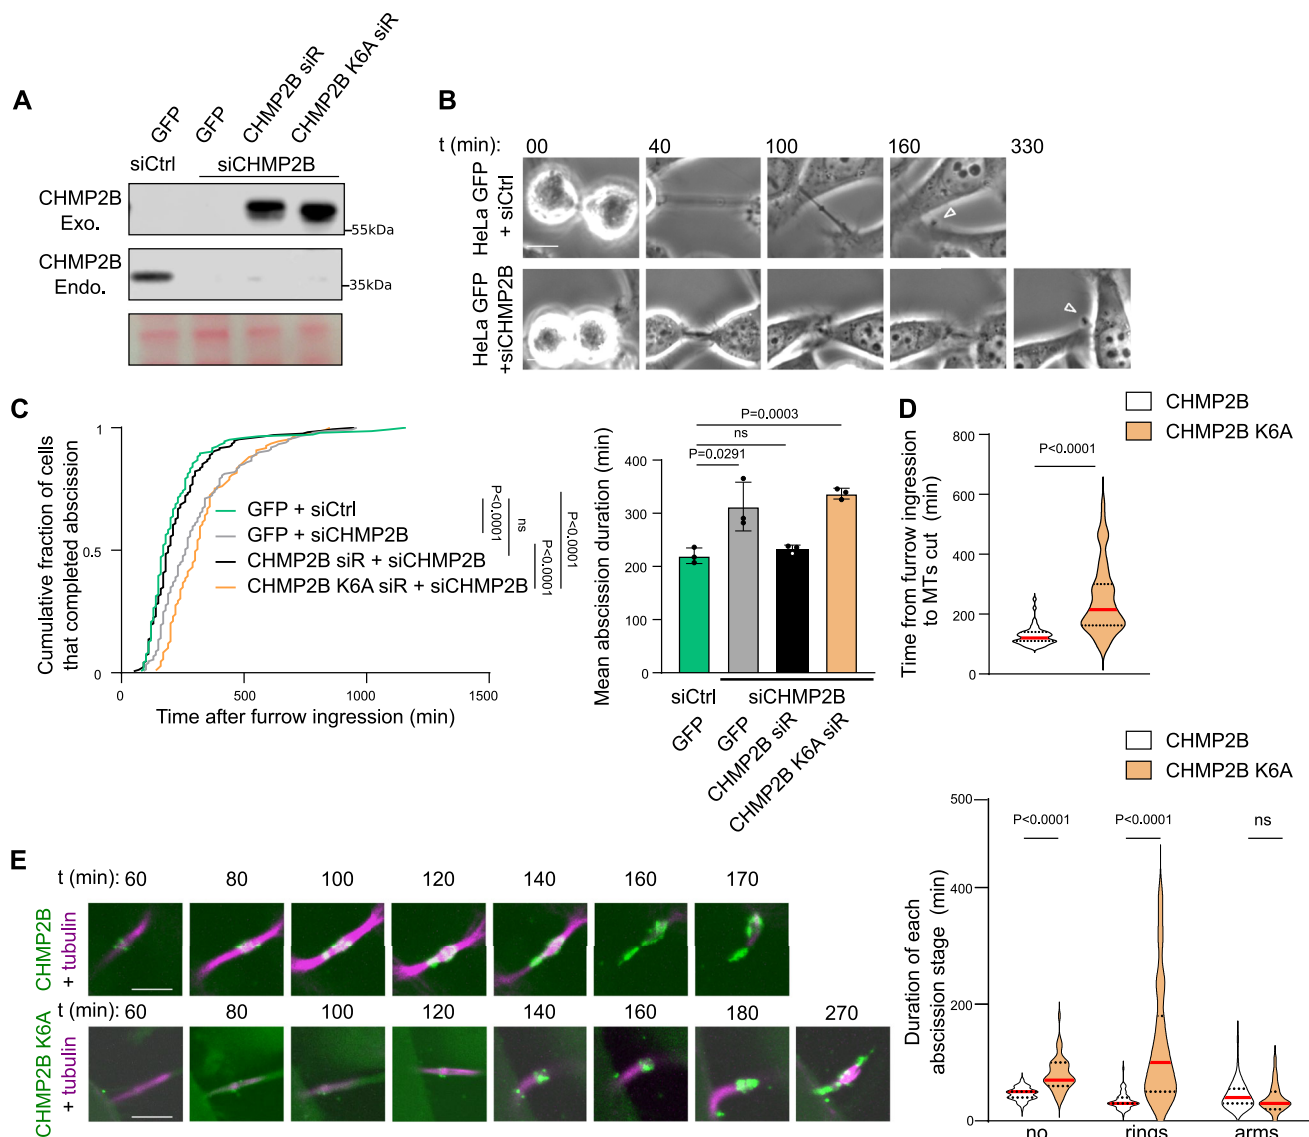 A
GFP
GFP
CHMP2B siR
CHMP2B K6A siR
siCtrl
siCHMP2B
CHMP2B
Exo.
55kDa
CHMP2B
Endo.
35kDa
B
t (min): 00 40 100 160 330
HeLa GFP
+ siCtrl
HeLa GFP
+siCHMP2B
C
Cumulative fraction of cells
that completed abscission
1
0.5
0
0 500 1000 1500
Time after furrow ingression (min)
GFP + siCtrl
GFP + siCHMP2B
CHMP2B siR + siCHMP2B
CHMP2B K6A siR + siCHMP2B
P<0.0001
ns
P<0.0001
P<0.0001
Mean abscission duration (min)
400
300
200
100
0
P=0.0003
ns
P=0.0291
siCtrl
siCHMP2B
GFP
GFP
CHMP2B siR
CHMP2B K6A siR
D
CHMP2B
CHMP2B K6A
Time from furrow ingression
to MTs cut (min)
800
600
400
200
0
P<0.0001
CHMP2B
CHMP2B K6A
Duration of each
abscission stage (min)
500
400
200
0
P<0.0001
P<0.0001
ns
no rings arms
E
t (min): 60 80 100 120 140 160 170
CHMP2B
+ tubulin
t (min): 60 80 100 120 140 160 180 270
CHMP2B K6A
+ tubulin